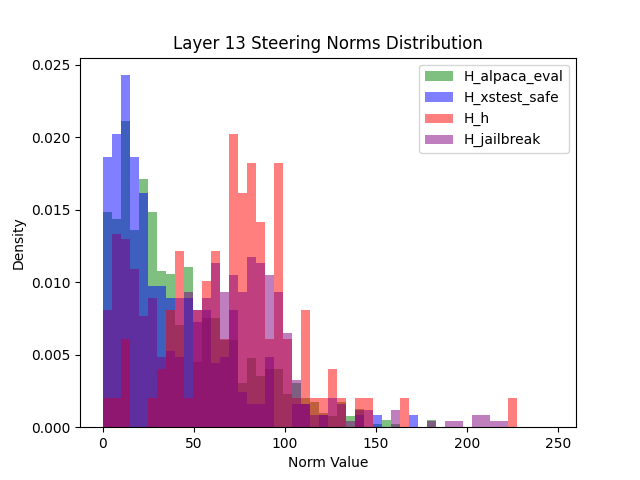 Layer 13 Steering Norms Distribution
H_alpaca_eval
H_xstest_safe
H_h
H_jailbreak
Density
0.025
0.020
0.015
0.010
0.005
0.000
0 50 100 150 200 250
Norm Value